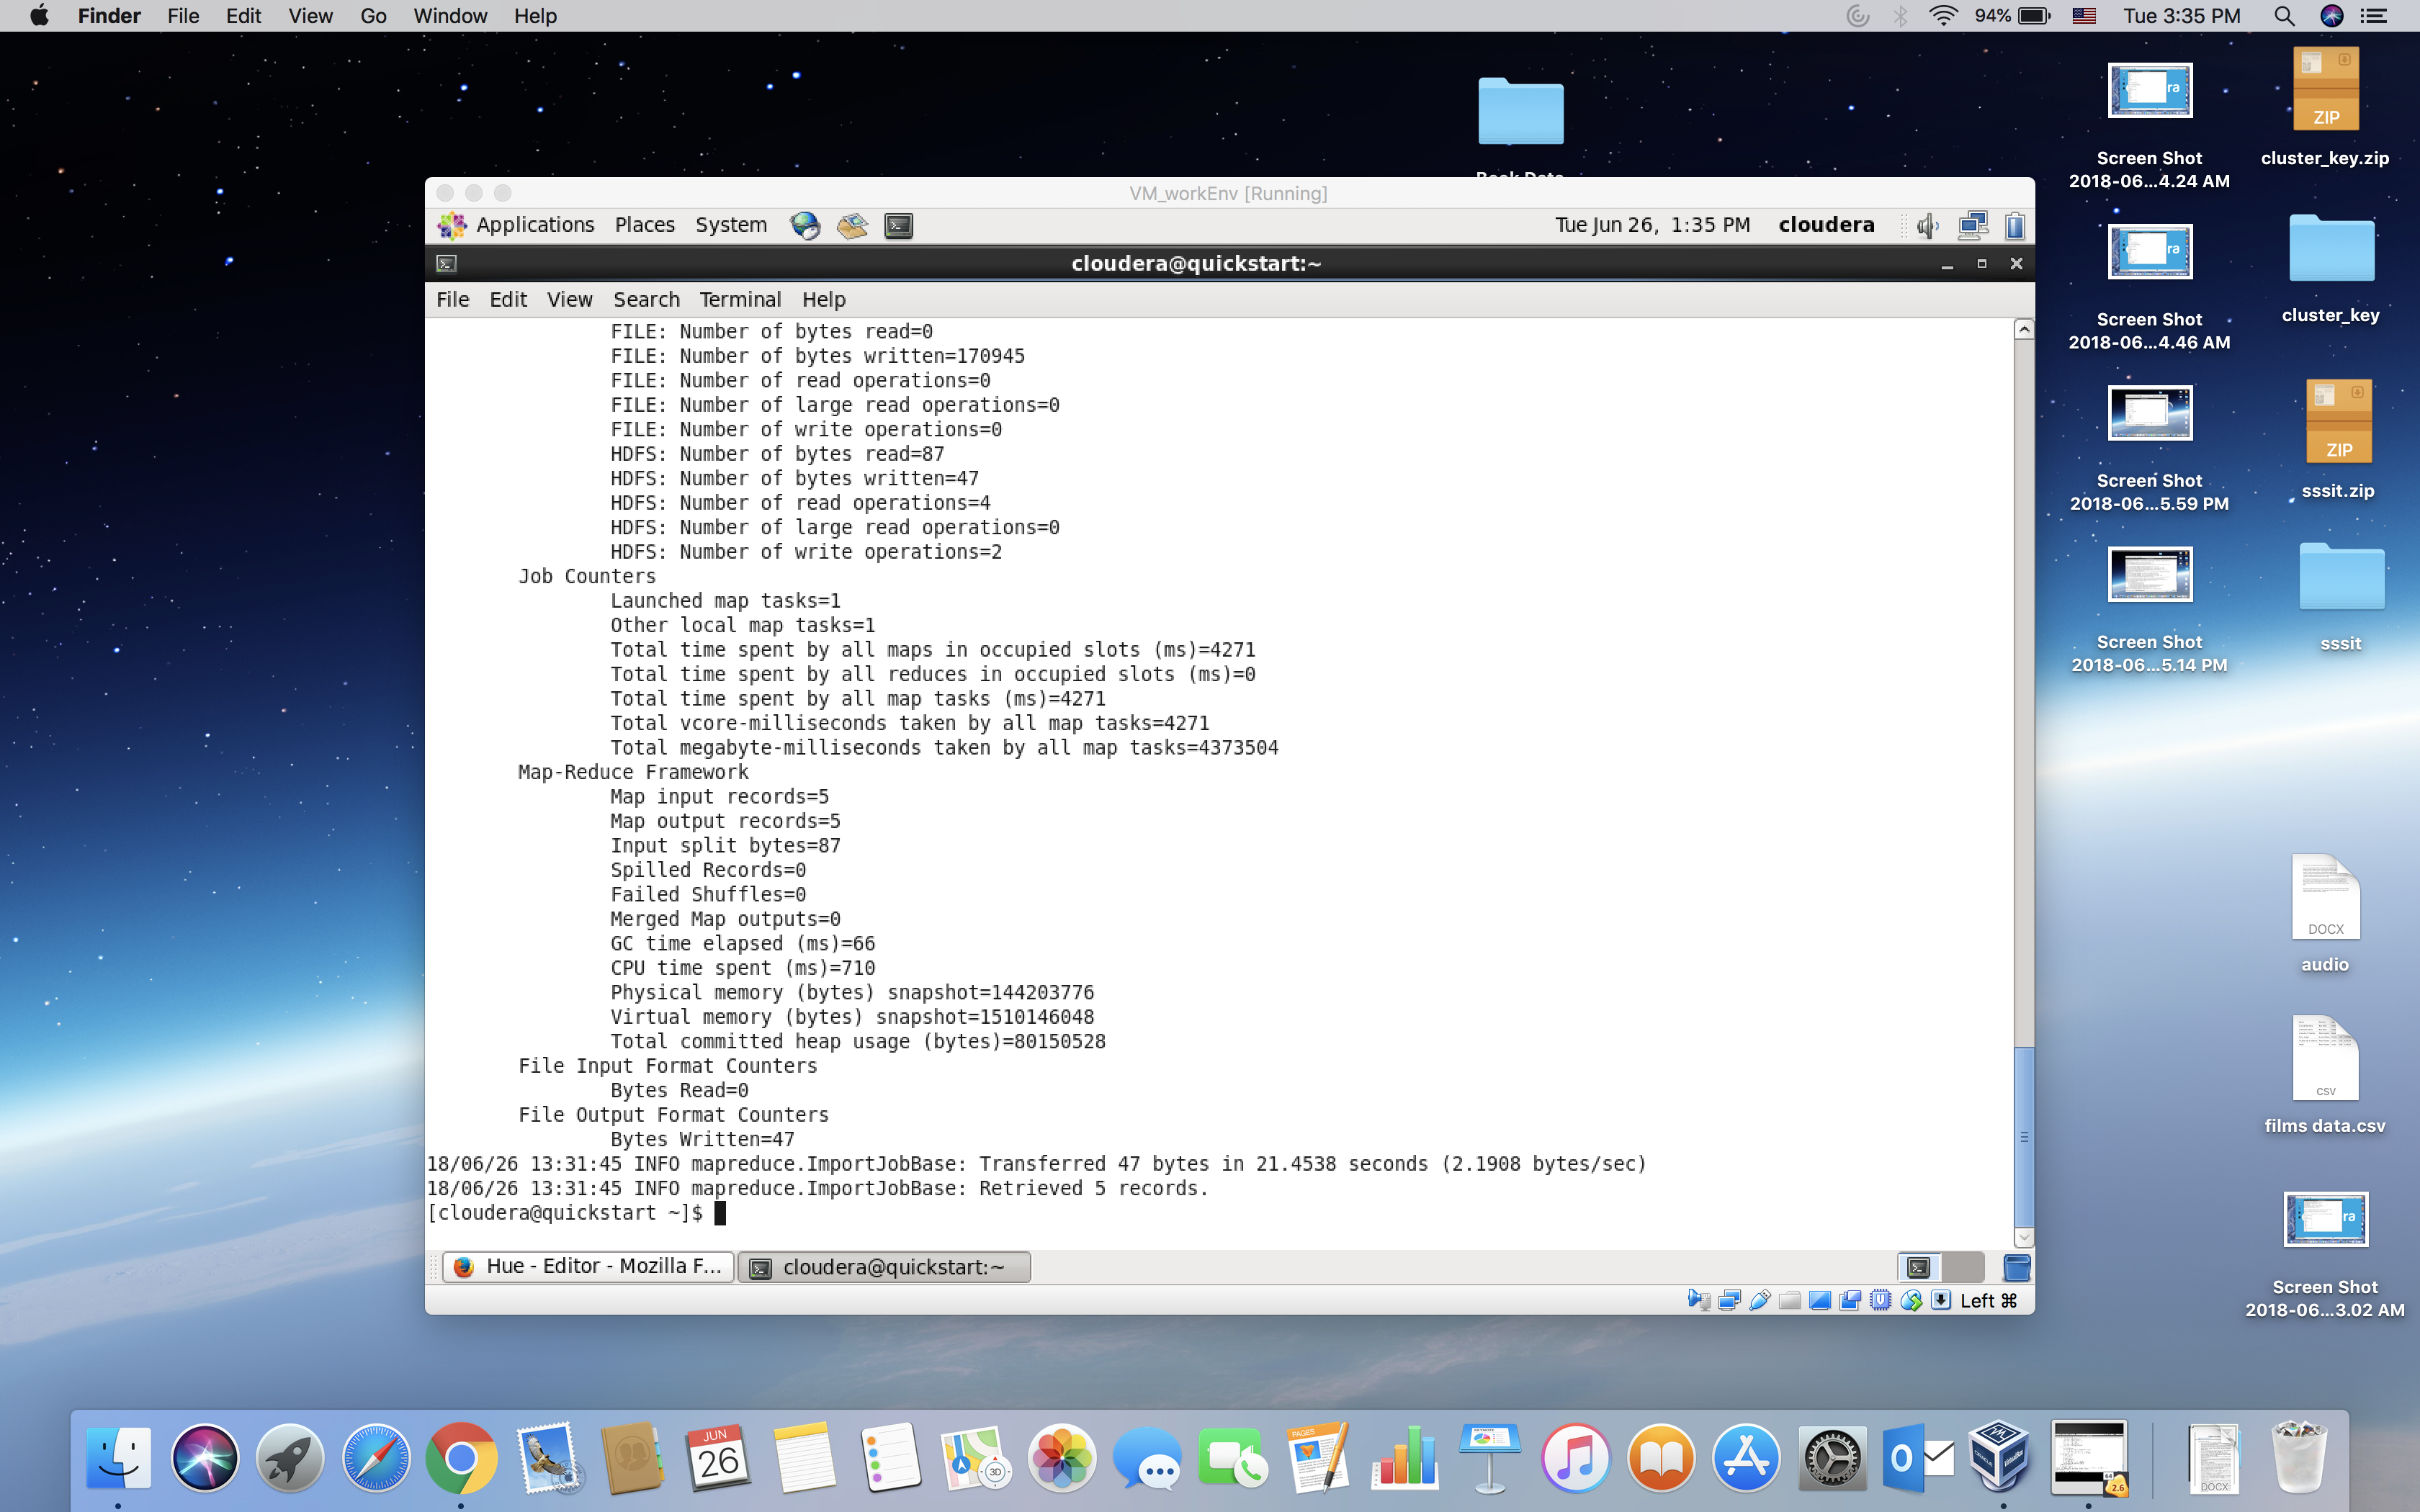 Finder File Edit View Go Window Help
94% Tue 3:35 PM
VM_workEnv [Running]
Applications Places System
Tue Jun 26, 1:35 PM cloudera
cloudera@quickstart:~
File Edit View Search Terminal Help
FILE: Number of bytes read=0
FILE: Number of bytes written=170945
FILE: Number of read operations=0
FILE: Number of large read operations=0
FILE: Number of write operations=0
HDFS: Number of bytes read=87
HDFS: Number of bytes written=47
HDFS: Number of read operations=4
HDFS: Number of large read operations=0
HDFS: Number of write operations=2
Job Counters
Launched map tasks=1
Other local map tasks=1
Total time spent by all maps in occupied slots (ms)=4271
Total time spent by all reduces in occupied slots (ms)=0
Total time spent by all map tasks (ms)=4271
Total vcore-milliseconds taken by all map tasks=4271
Total megabyte-milliseconds taken by all map tasks=4373504
Map-Reduce Framework
Map input records=5
Map output records=5
Input split bytes=87
Spilled Records=0
Failed Shuffles=0
Merged Map outputs=0
GC time elapsed (ms)=66
CPU time spent (ms)=710
Physical memory (bytes) snapshot=144203776
Virtual memory (bytes) snapshot=1510146048
Total committed heap usage (bytes)=80150528
File Input Format Counters
Bytes Read=0
File Output Format Counters
Bytes Written=47
18/06/26 13:31:45 INFO mapreduce.ImportJobBase: Transferred 47 bytes in 21.4538 seconds (2.1908 bytes/sec)
18/06/26 13:31:45 INFO mapreduce.ImportJobBase: Retrieved 5 records.
[cloudera@quickstart ~]$
Hue - Editor - Mozilla F...
cloudera@quickstart:~
Left ⌘
Book Data
ra
Screen Shot
2018-06...4.24 AM
ra
Screen Shot
2018-06...4.46 AM
Screen Shot
2018-06...5.59 PM
Screen Shot
2018-06...5.14 PM
ZIP
cluster_key.zip
cluster_key
ZIP
sssit.zip
sssit
DOCX
audio
csv
films data.csv
ra
Screen Shot
2018-06...3.02 AM
JUN
26
3D
PAGES
O
2.6
DOCX